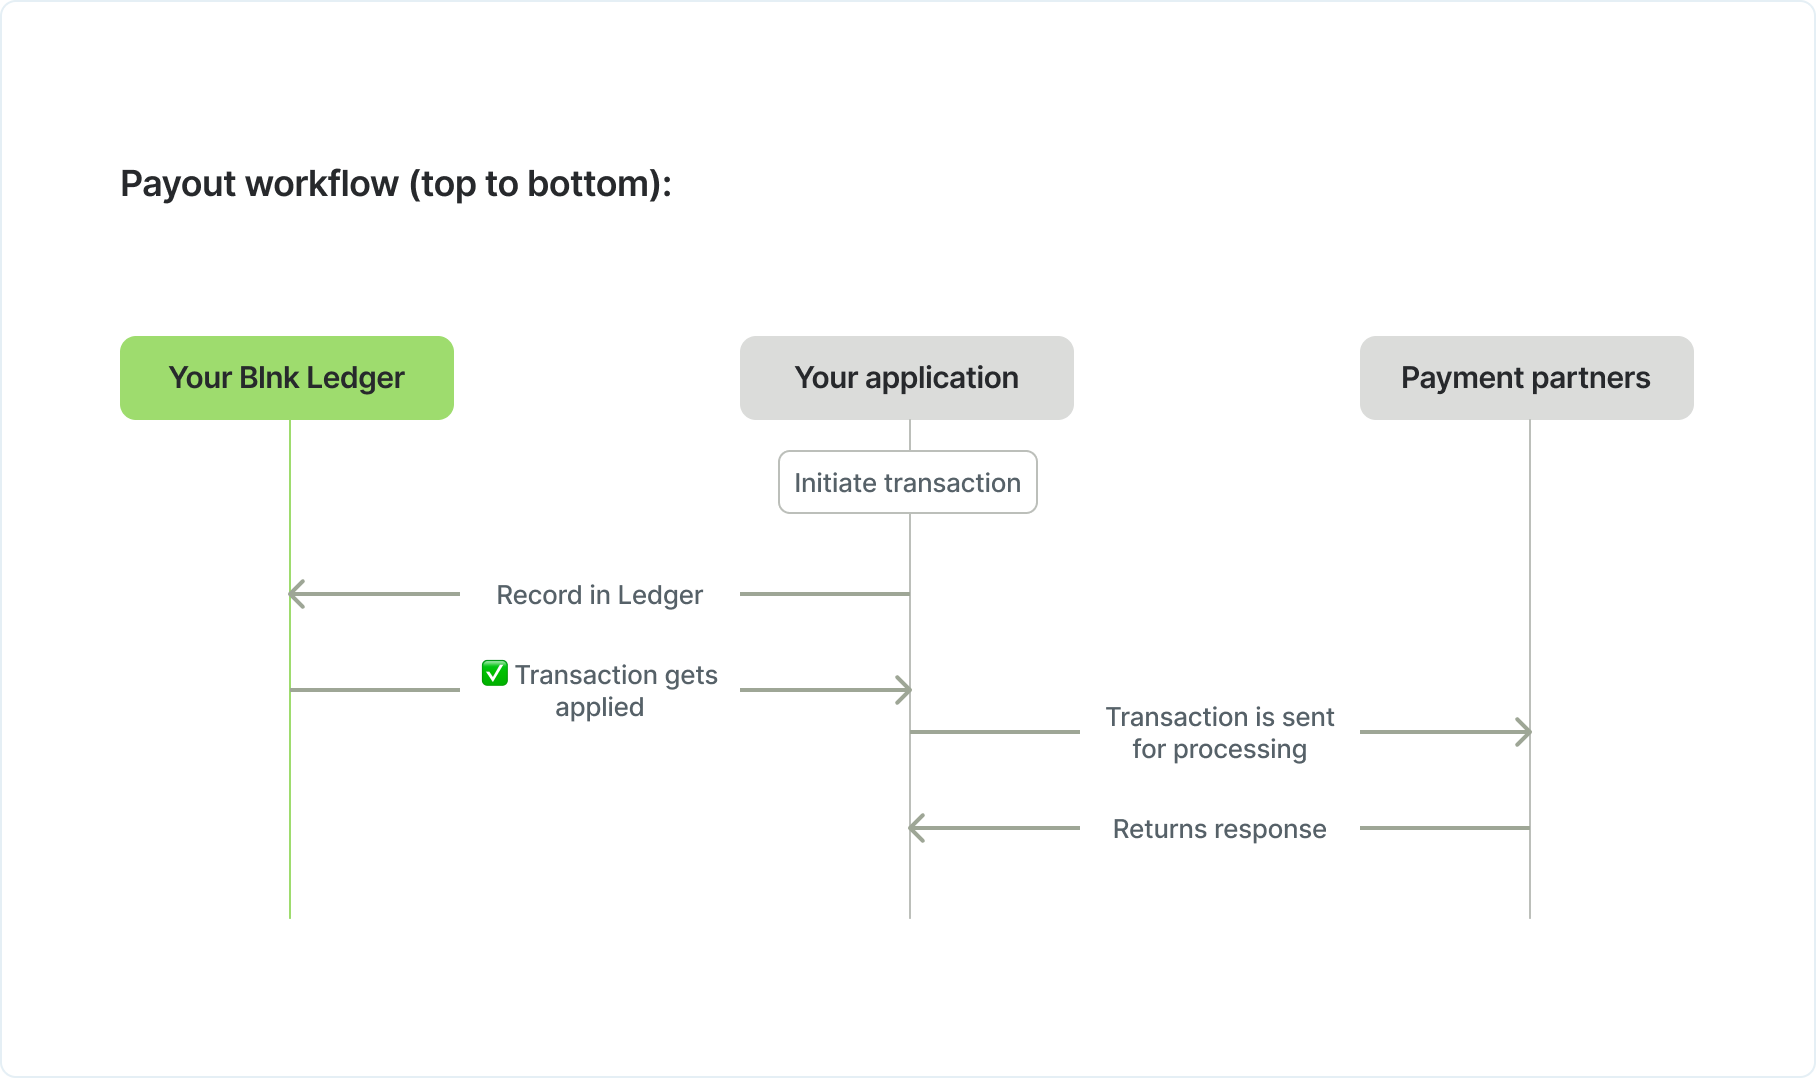 Payout workflow (top to bottom):
Your Blnk Ledger
Your application
Payment partners
Initiate transaction
Record in Ledger
✅ Transaction gets
applied
Transaction is sent
for processing
Returns response